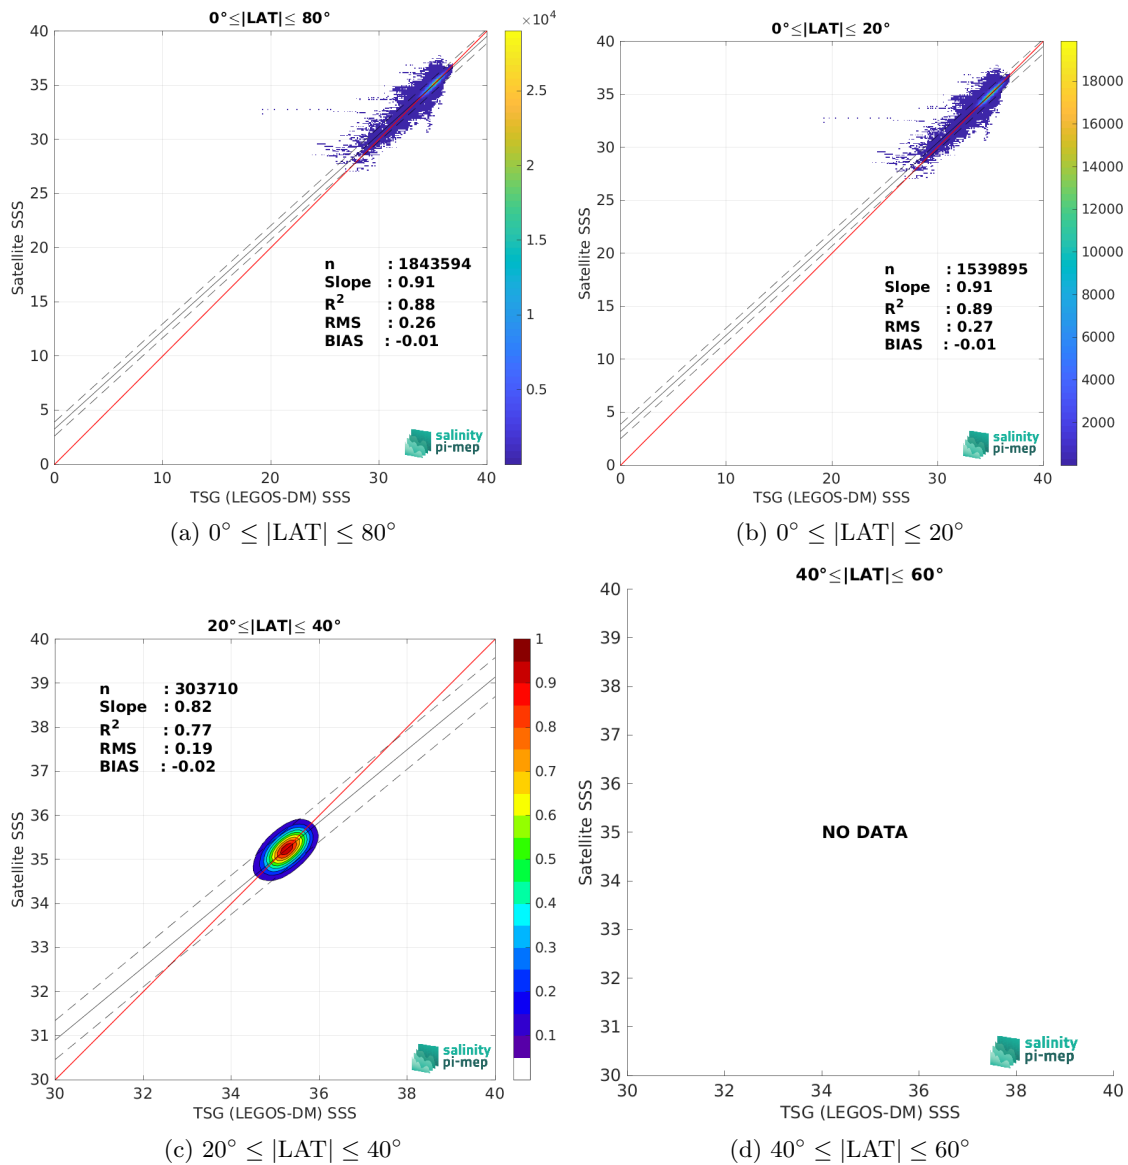 0°≤|LAT|≤ 80°
×10⁴
40
35
30
25
20
15
10
5
0
0
10
20
30
40
2.5
2
1.5
1
0.5
Satellite SSS
TSG (LEGOS-DM) SSS
n : 1843594
Slope : 0.91
R² : 0.88
RMS : 0.26
BIAS : -0.01
salinity
pi-mep
(a) 0° ≤ |LAT| ≤ 80°
0°≤|LAT|≤ 20°
40
35
30
25
20
15
10
5
0
0
10
20
30
40
18000
16000
14000
12000
10000
8000
6000
4000
2000
Satellite SSS
TSG (LEGOS-DM) SSS
n : 1539895
Slope : 0.91
R² : 0.89
RMS : 0.27
BIAS : -0.01
salinity
pi-mep
(b) 0° ≤ |LAT| ≤ 20°
20°≤|LAT|≤ 40°
40
39
38
37
36
35
34
33
32
31
30
30
32
34
36
38
40
1
0.9
0.8
0.7
0.6
0.5
0.4
0.3
0.2
0.1
Satellite SSS
TSG (LEGOS-DM) SSS
n : 303710
Slope : 0.82
R² : 0.77
RMS : 0.19
BIAS : -0.02
salinity
pi-mep
(c) 20° ≤ |LAT| ≤ 40°
40°≤|LAT|≤ 60°
40
39
38
37
36
35
34
33
32
31
30
30
32
34
36
38
40
Satellite SSS
TSG (LEGOS-DM) SSS
NO DATA
salinity
pi-mep
(d) 40° ≤ |LAT| ≤ 60°